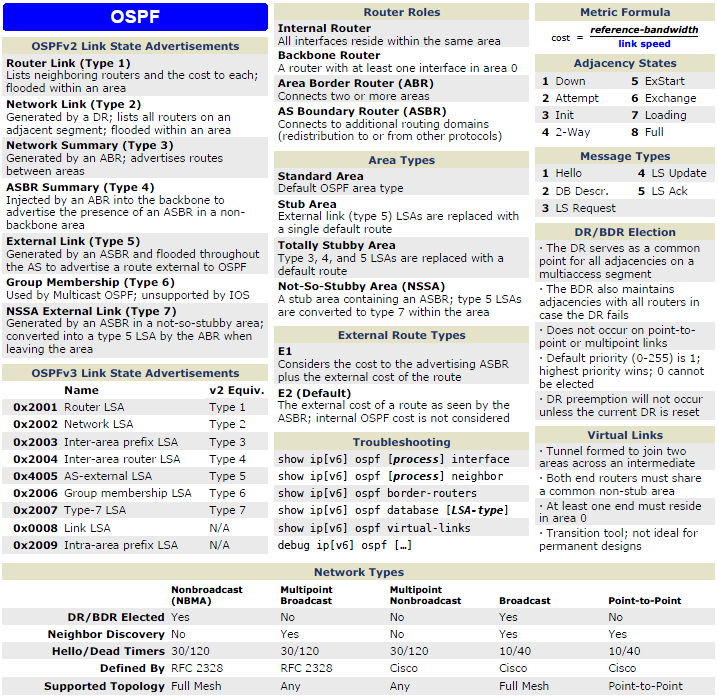 OSPF
OSPFv2 Link State Advertisements
Router Link (Type 1)
Lists neighboring routers and the cost to each;
flooded within an area
Network Link (Type 2)
Generated by a DR; lists all routers on an
adjacent segment; flooded within an area
Network Summary (Type 3)
Generated by an ABR; advertises routes
between areas
ASBR Summary (Type 4)
Injected by an ABR into the backbone to
advertise the presence of an ASBR in a non-
backbone area
External Link (Type 5)
Generated by an ASBR and flooded throughout
the AS to advertise a route external to OSPF
Group Membership (Type 6)
Used by Multicast OSPF; unsupported by IOS
NSSA External Link (Type 7)
Generated by an ASBR in a not-so-stubby area;
converted into a type 5 LSA by the ABR when
leaving the area
OSPFv3 Link State Advertisements
Name v2 Equiv.
0x2001 Router LSA Type 1
0x2002 Network LSA Type 2
0x2003 Inter-area prefix LSA Type 3
0x2004 Inter-area router LSA Type 4
0x4005 AS-external LSA Type 5
0x2006 Group membership LSA Type 6
0x2007 Type-7 LSA Type 7
0x0008 Link LSA N/A
0x2009 Intra-area prefix LSA N/A
Router Roles
Internal Router
All interfaces reside within the same area
Backbone Router
A router with at least one interface in area 0
Area Border Router (ABR)
Connects two or more areas
AS Boundary Router (ASBR)
Connects to additional routing domains
(redistribution to or from other protocols)
Area Types
Standard Area
Default OSPF area type
Stub Area
External link (type 5) LSAs are replaced with
a single default route
Totally Stubby Area
Type 3, 4, and 5 LSAs are replaced with a
default route
Not-So-Stubby Area (NSSA)
A stub area containing an ASBR; type 5 LSAs
are converted to type 7 within the area
External Route Types
E1
Considers the cost to the advertising ASBR
plus the external cost of the route
E2 (Default)
The external cost of a route as seen by the
ASBR; internal OSPF cost is not considered
Troubleshooting
show ip[v6] ospf [process] interface
show ip[v6] ospf [process] neighbor
show ip[v6] ospf border-routers
show ip[v6] ospf database [LSA-type]
show ip[v6] ospf virtual-links
debug ip[v6] ospf […]
Metric Formula
cost = reference-bandwidth
link speed
Adjacency States
1 Down 5 ExStart
2 Attempt 6 Exchange
3 Init 7 Loading
4 2-Way 8 Full
Message Types
1 Hello 4 LS Update
2 DB Descr. 5 LS Ack
3 LS Request
DR/BDR Election
· The DR serves as a common
point for all adjacencies on a
multiaccess segment
· The BDR also maintains
adjacencies with all routers in
case the DR fails
· Does not occur on point-to-
point or multipoint links
· Default priority (0-255) is 1;
highest priority wins; 0 cannot
be elected
· DR preemption will not occur
unless the current DR is reset
Virtual Links
· Tunnel formed to join two
areas across an intermediate
· Both end routers must share
a common non-stub area
· At least one end must reside
in area 0
· Transition tool; not ideal for
permanent designs
Network Types
Nonbroadcast (NBMA) Multipoint Broadcast Multipoint Nonbroadcast Broadcast Point-to-Point
DR/BDR Elected Yes No No Yes No
Neighbor Discovery No Yes No Yes Yes
Hello/Dead Timers 30/120 30/120 30/120 10/40 10/40
Defined By RFC 2328 RFC 2328 Cisco Cisco Cisco
Supported Topology Full Mesh Any Any Full Mesh Point-to-Point